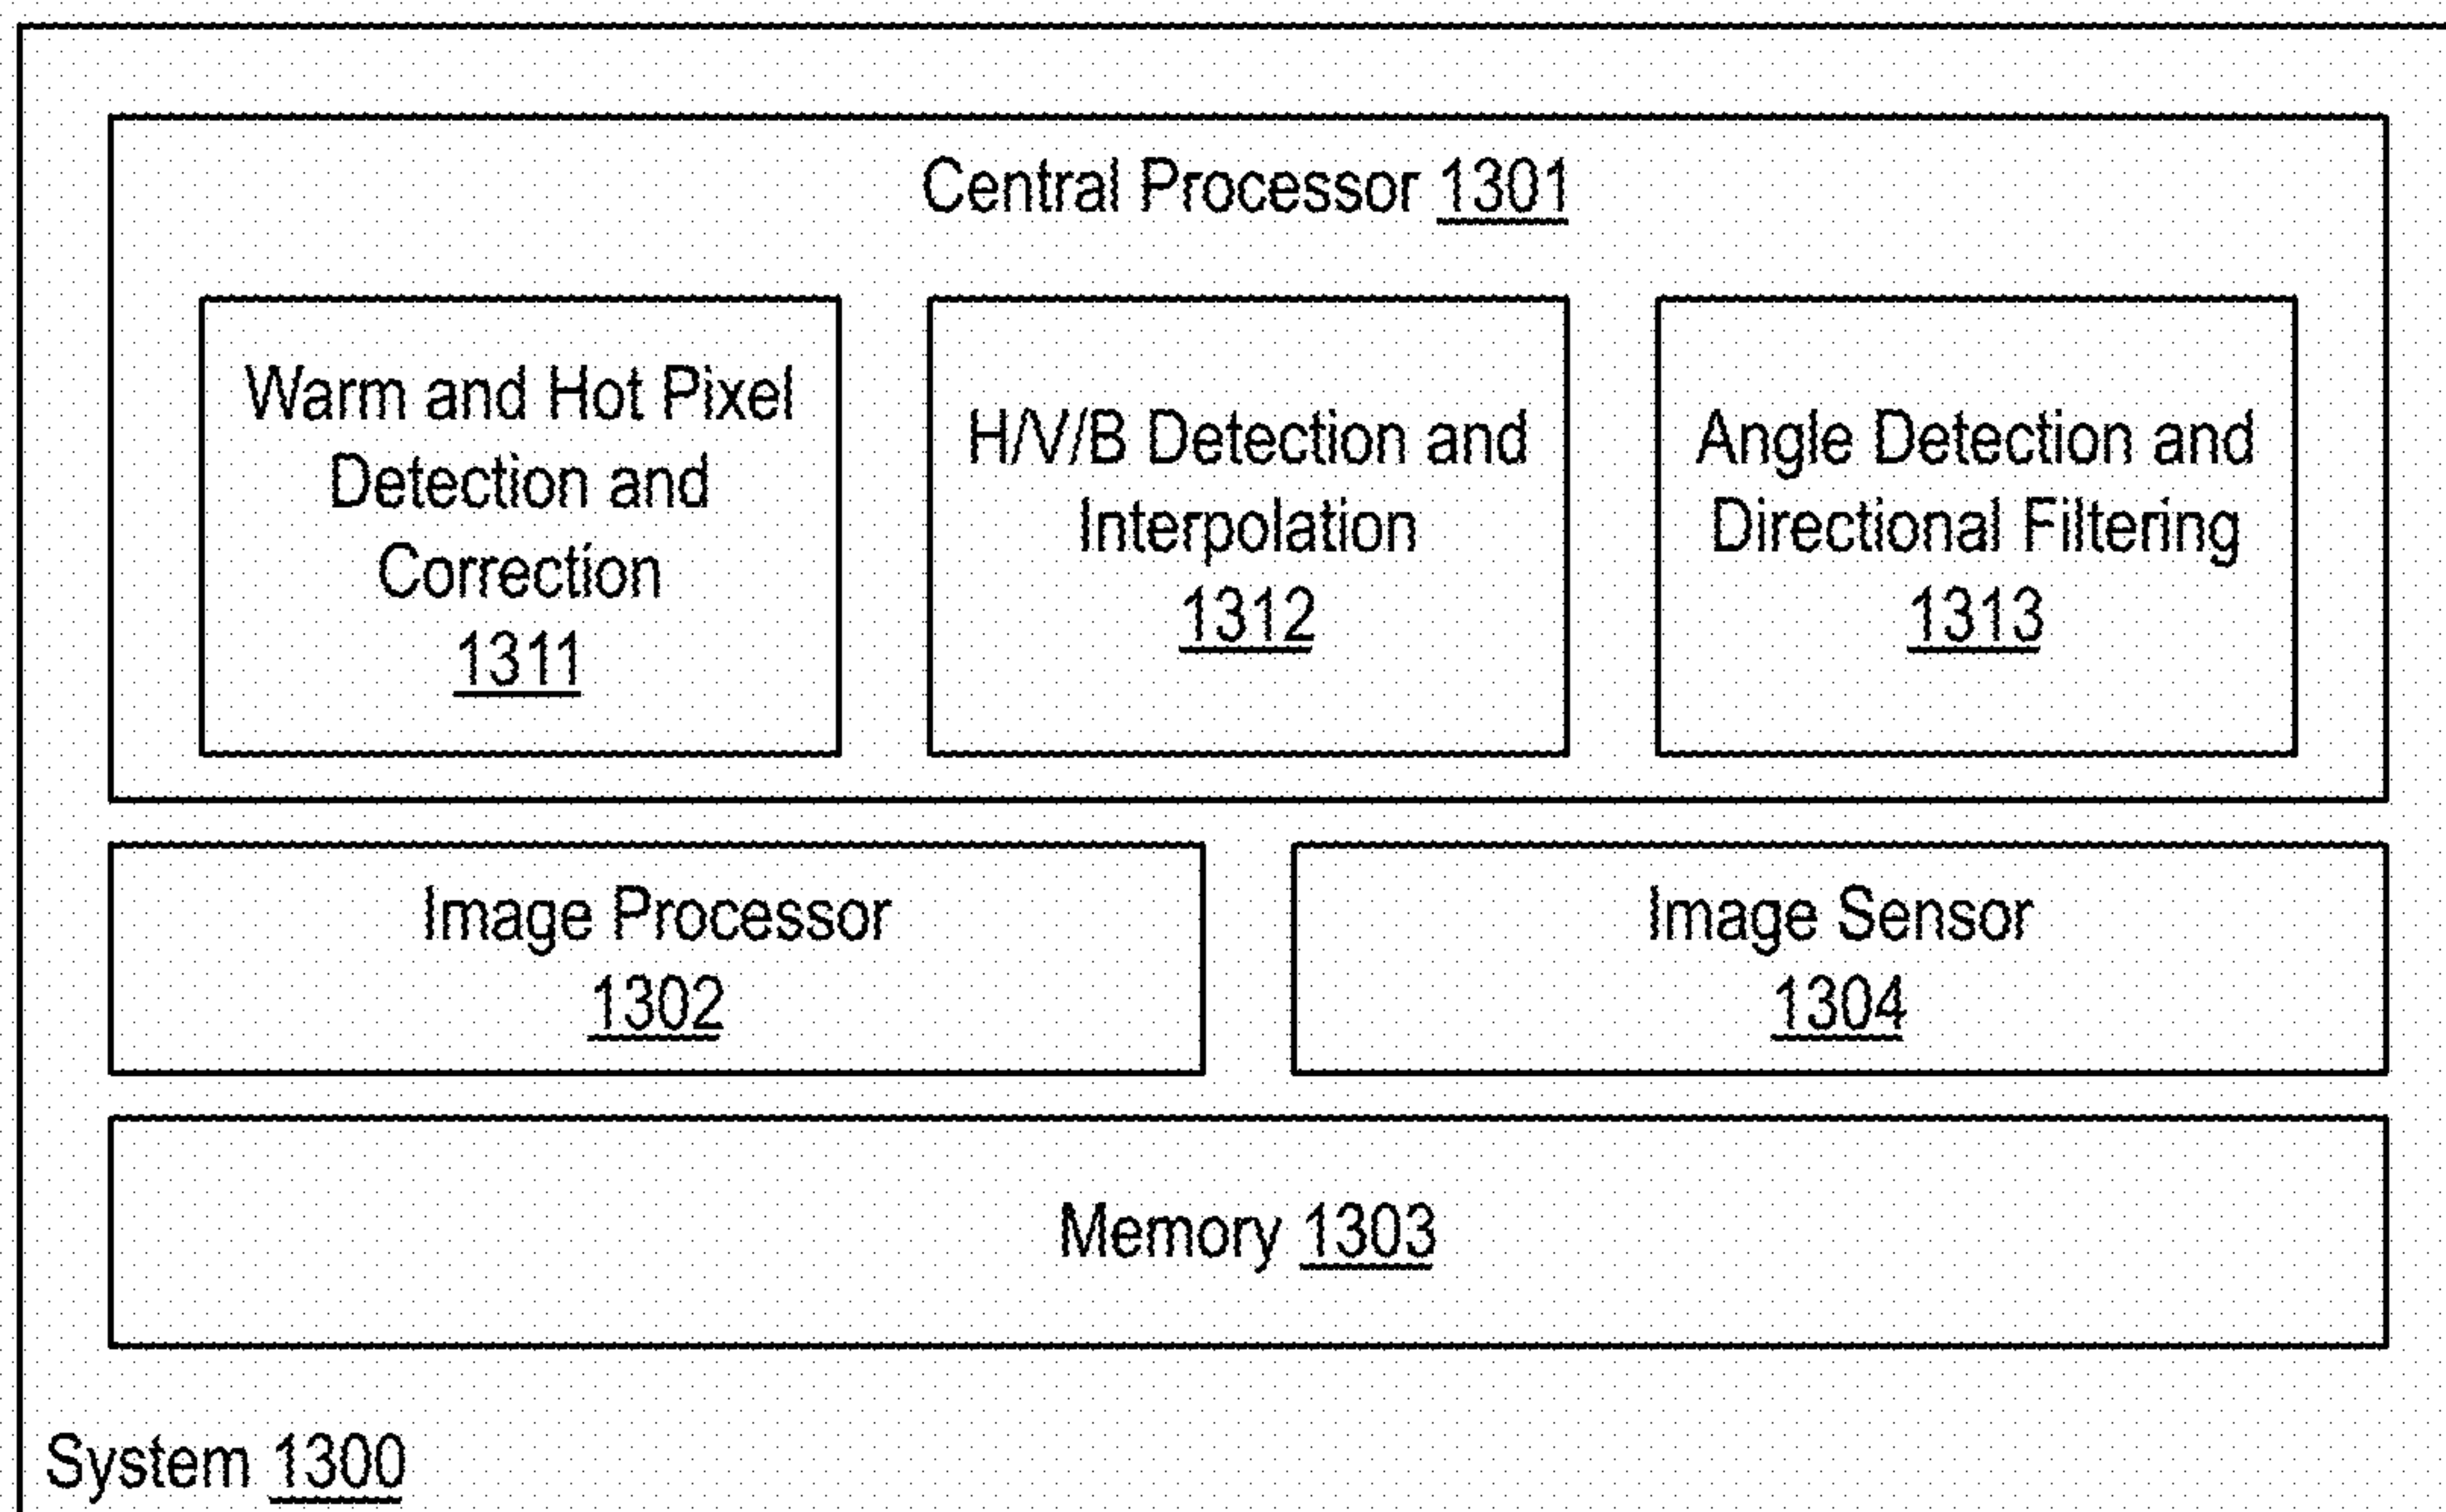 Central Processor 1301
Warm and Hot Pixel
Detection and
Correction
1311
H/V/B Detection and
Interpolation
1312
Angle Detection and
Directional Filtering
1313
Image Processor
1302
Image Sensor
1304
Memory 1303
System 1300